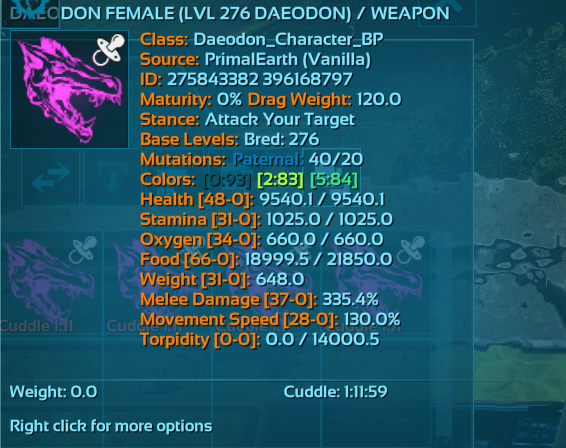 DAEODON FEMALE (LVL 276 DAEODON) / WEAPON
Class: Daeodon_Character_BP
Source: PrimalEarth (Vanilla)
ID: 275843382 396168797
Maturity: 0% Drag Weight: 120.0
Stance: Attack Your Target
Base Levels: Bred: 276
Mutations: Paternal: 40/20
Colors: [0:93] [2:83] [5:84]
Health [48-0]: 9540.1 / 9540.1
Stamina [31-0]: 1025.0 / 1025.0
Oxygen [34-0]: 660.0 / 660.0
Food [66-0]: 18999.5 / 21850.0
Weight [31-0]: 648.0
Melee Damage [37-0]: 335.4%
Movement Speed [28-0]: 130.0%
Torpidity [0-0]: 0.0 / 14000.5
Cuddle 1:11 Cuddle 1:11
Weight: 0.0 Cuddle: 1:11:59
Right click for more options